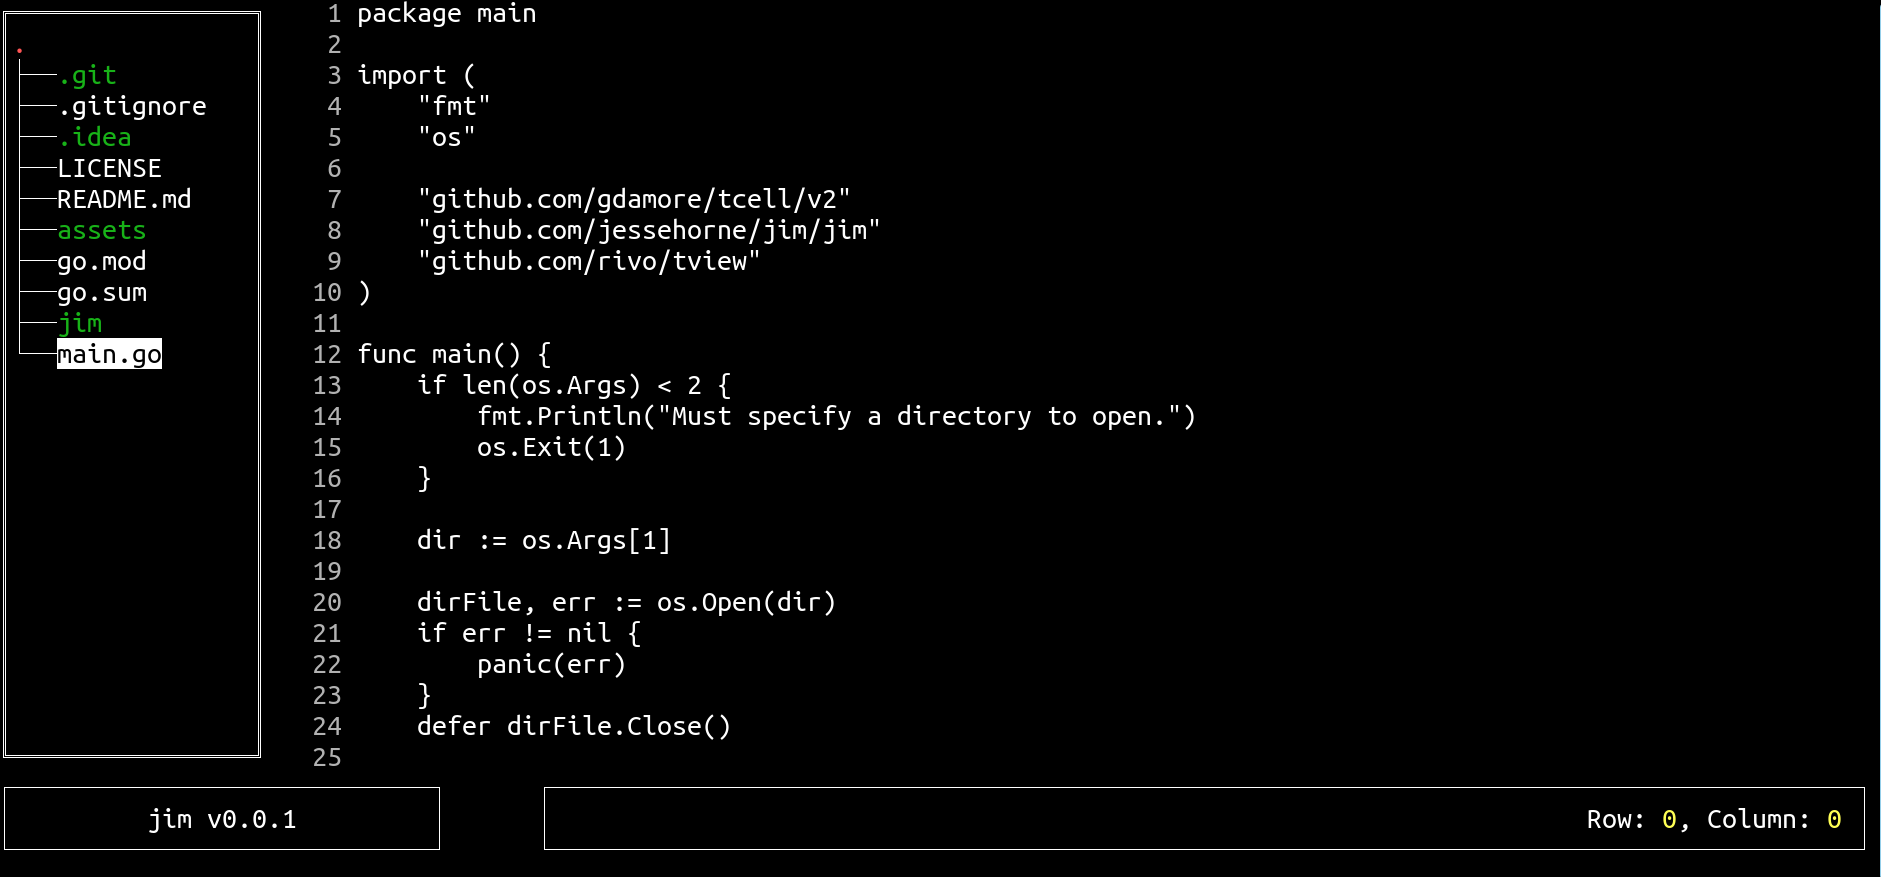 .
.git
.gitignore
.idea
LICENSE
README.md
assets
go.mod
go.sum
jim
main.go
1 package main
2
3 import (
4     "fmt"
5     "os"
6
7     "github.com/gdamore/tcell/v2"
8     "github.com/jessehorne/jim/jim"
9     "github.com/rivo/tview"
10 )
11
12 func main() {
13     if len(os.Args) < 2 {
14         fmt.Println("Must specify a directory to open.")
15         os.Exit(1)
16     }
17
18     dir := os.Args[1]
19
20     dirFile, err := os.Open(dir)
21     if err != nil {
22         panic(err)
23     }
24     defer dirFile.Close()
25
jim v0.0.1
Row: 0, Column: 0